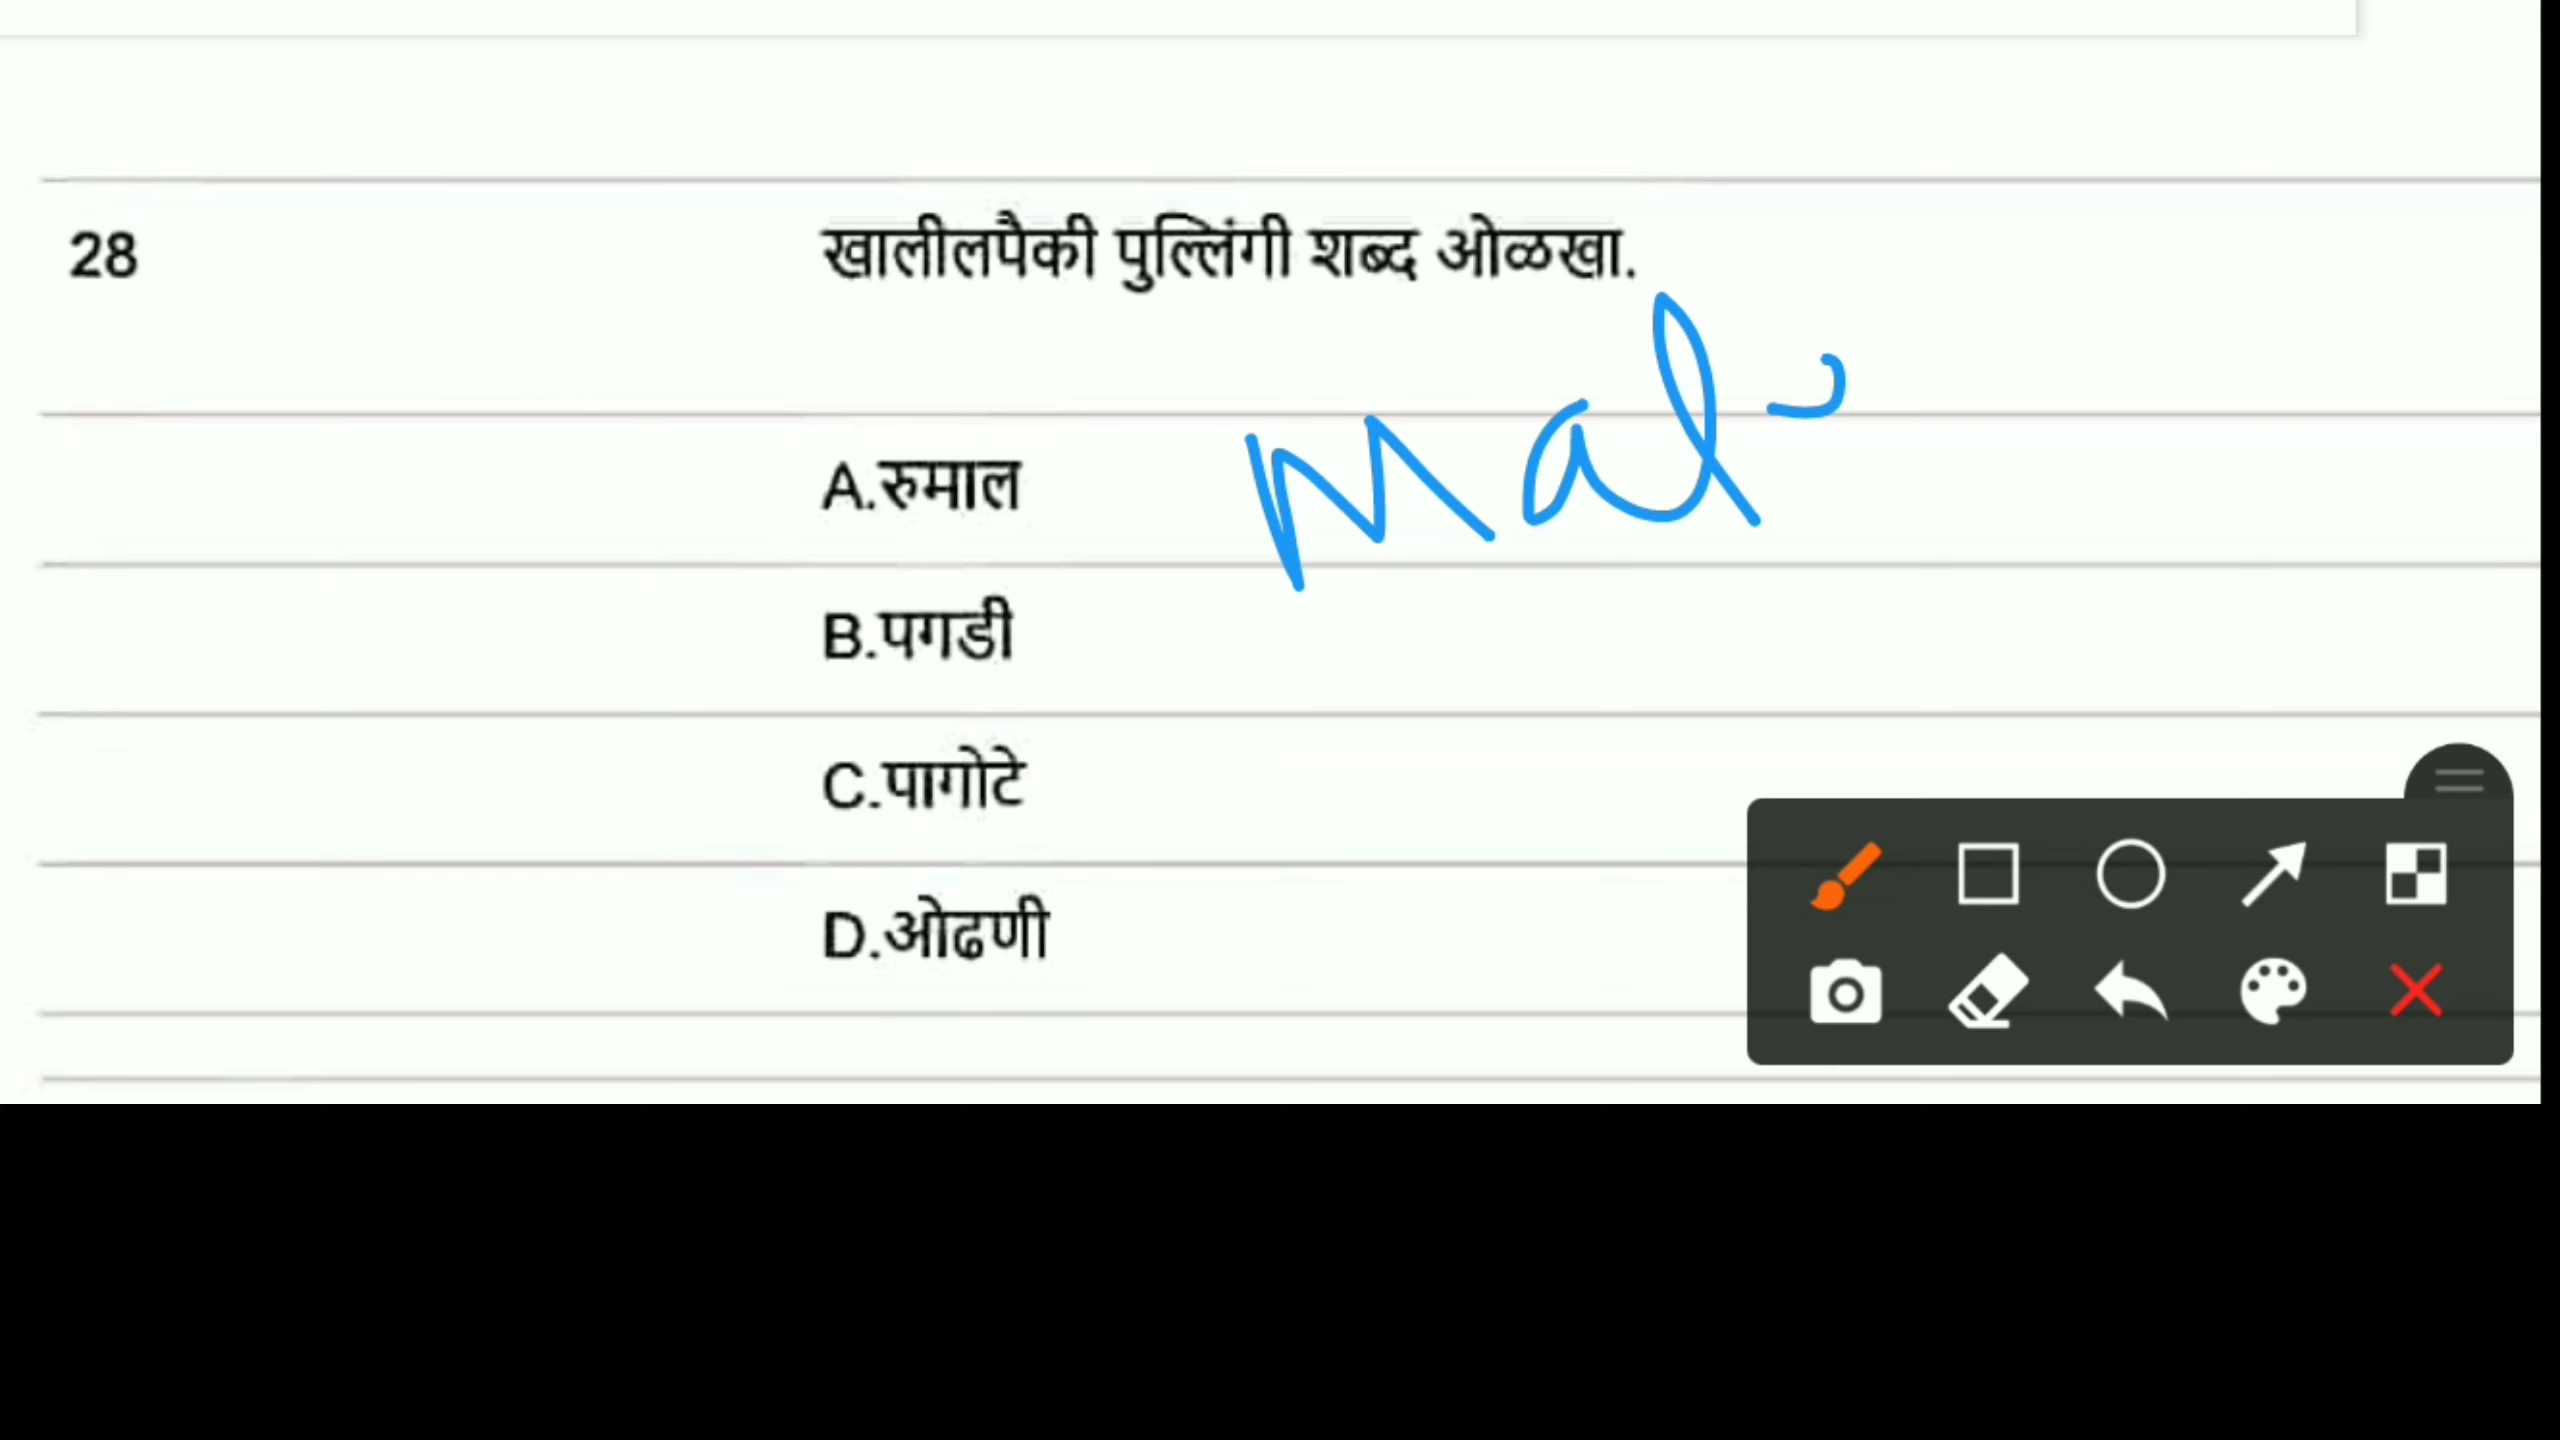 28 खालीलपैकी पुल्लिंगी शब्द ओळखा.
Mal
A.रुमाल
B.पगडी
C.पागोटे
D.ओढणी